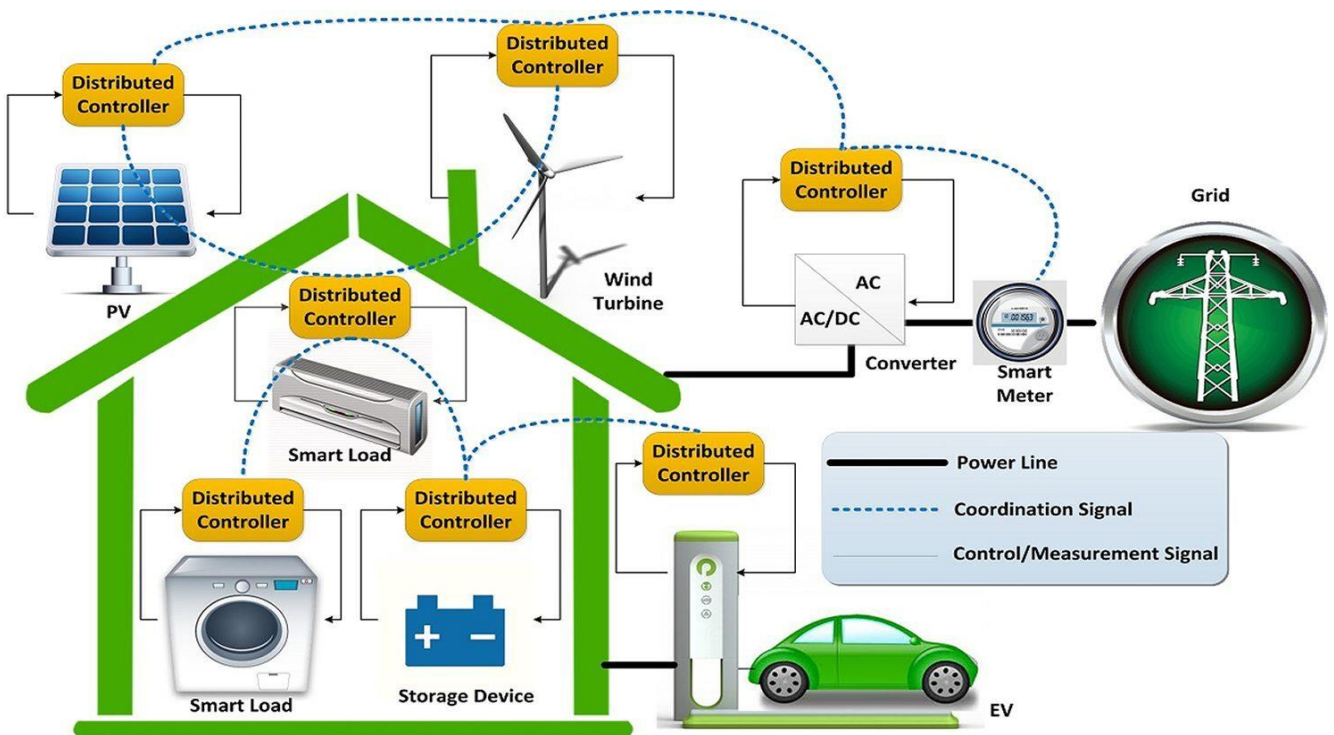 Distributed
Controller
Distributed
Controller
Distributed
Controller
Grid
PV
Wind
Turbine
AC
AC/DC
Converter
Smart
Meter
Distributed
Controller
Smart Load
Distributed
Controller
Power Line
Coordination Signal
Control/Measurement Signal
Distributed
Controller
Distributed
Controller
+ −
Smart Load
Storage Device
EV